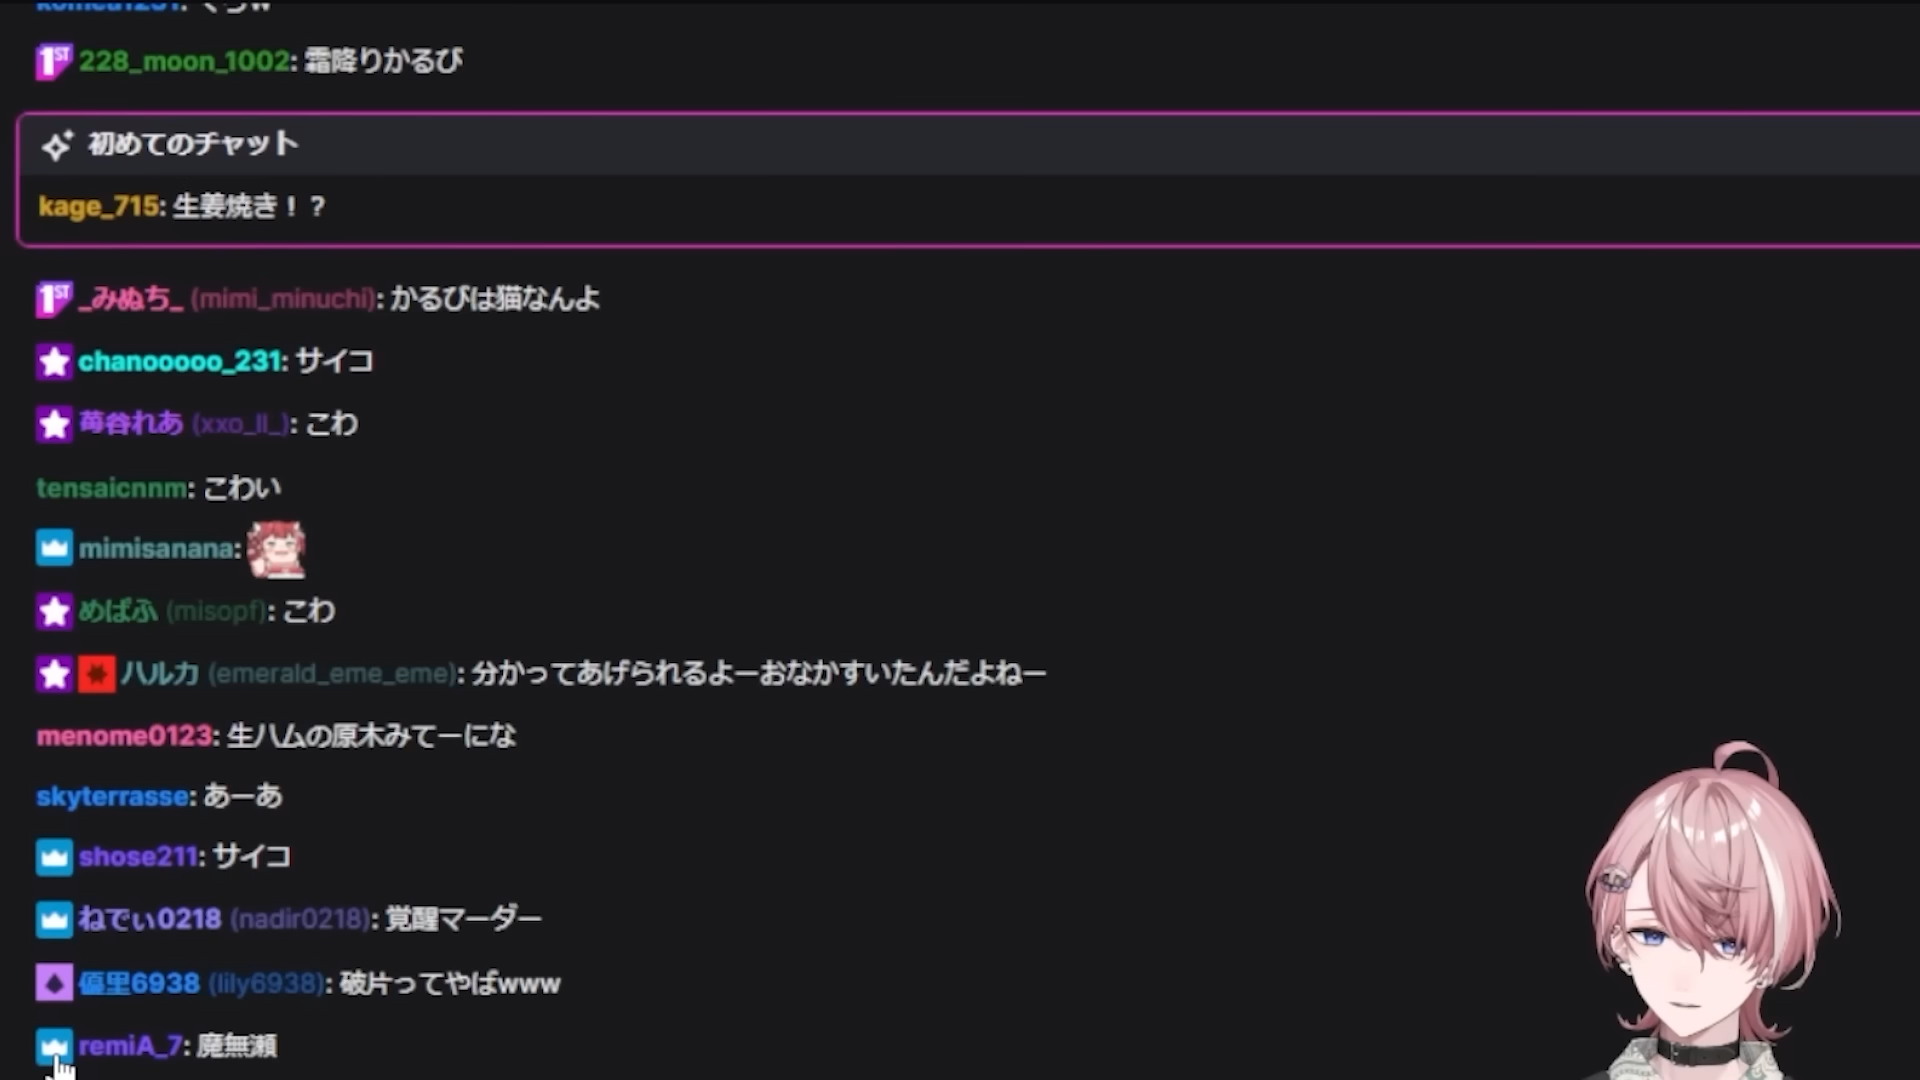 1ST 228_moon_1002: 霜降りかるび
初めてのチャット
kage_715: 生姜焼き！？
1ST _みぬち_ (mimi_minuchi): かるびは猫なんよ
chanooooo_231: サイコ
苺谷れあ (xxo_ll_): こわ
tensaicnnm: こわい
mimisanana:
めばふ (misopf): こわ
ハルカ (emerald_eme_eme): 分かってあげられるよーおなかすいたんだよねー
menome0123: 生ハムの原木みてーにな
skyterrasse: あーあ
shose211: サイコ
ねでぃ0218 (nadir0218): 覚醒マーダー
優里6938 (lily6938): 破片ってやばwww
remiA_7: 魔無瀬